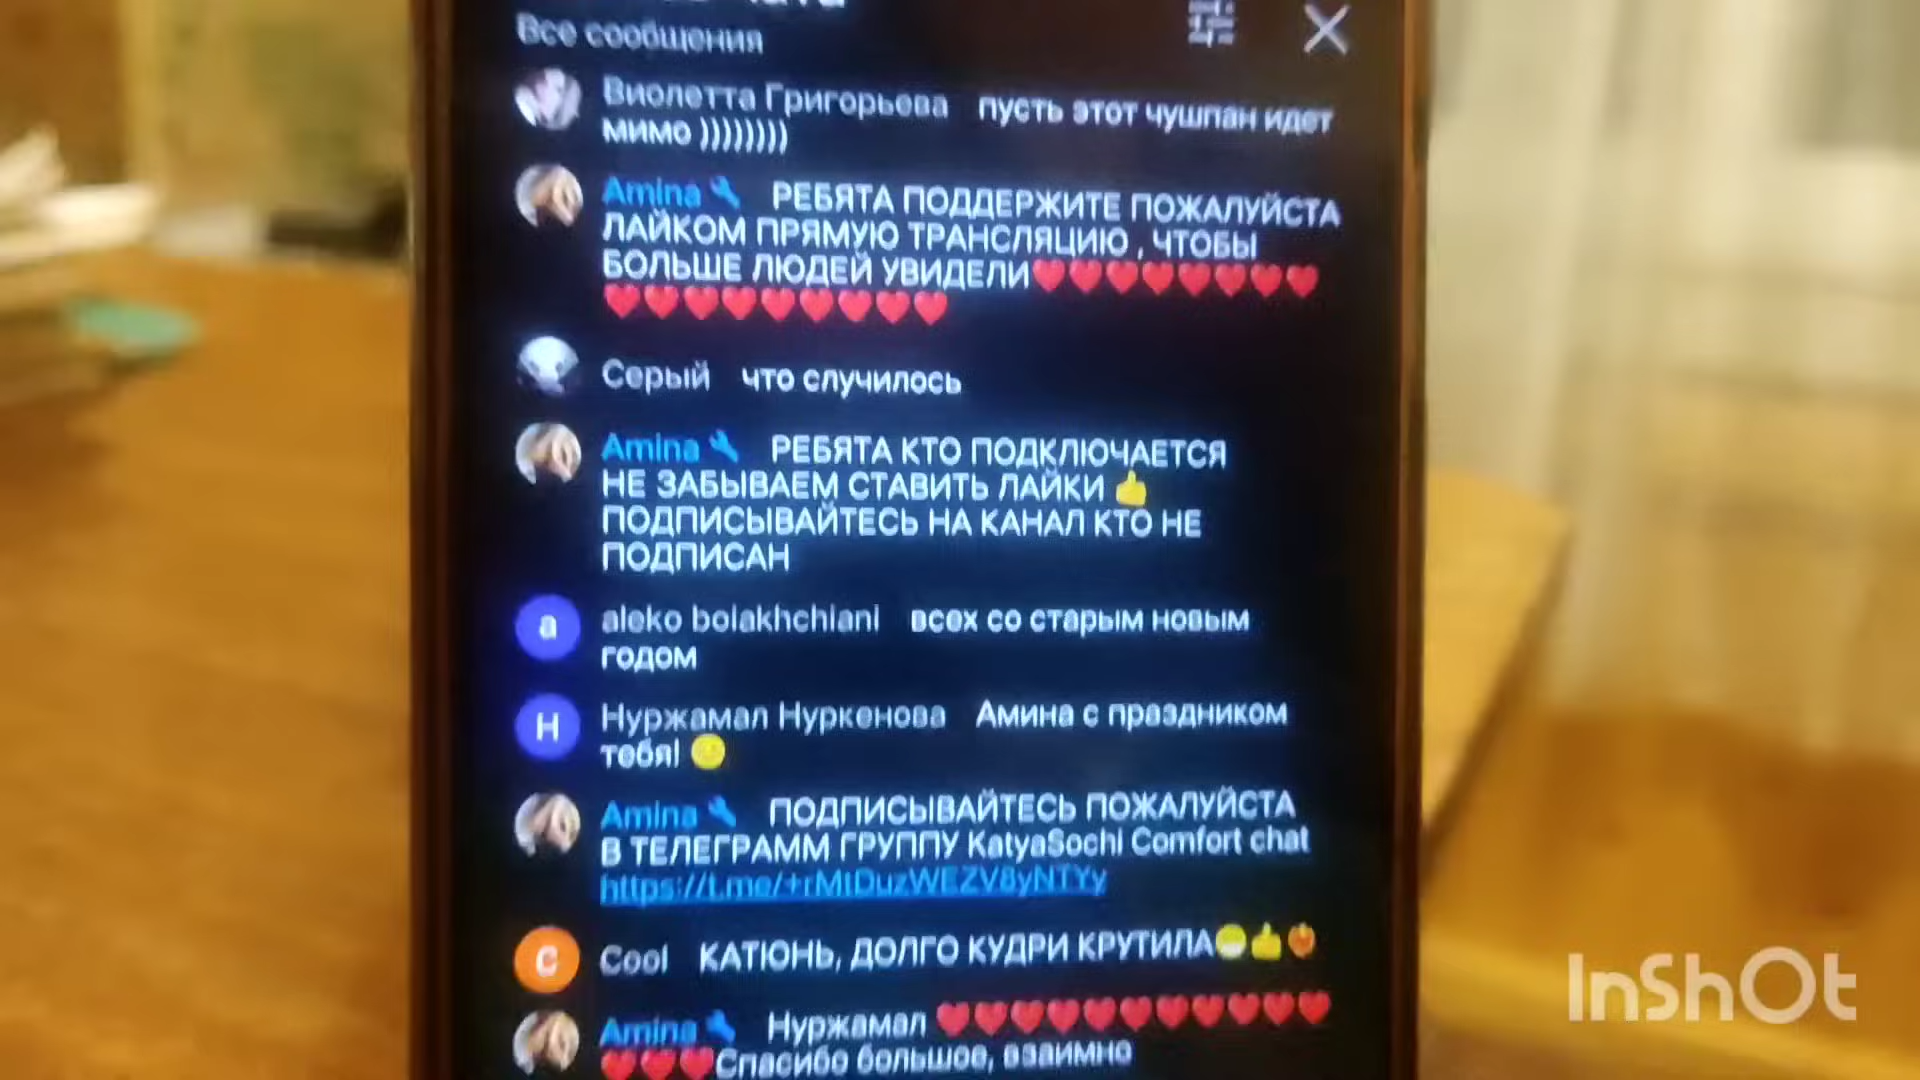 Все сообщения
Виолетта Григорьева пусть этот чушпан идет
мимо ))))))))
Amina РЕБЯТА ПОДДЕРЖИТЕ ПОЖАЛУЙСТА
ЛАЙКОМ ПРЯМУЮ ТРАНСЛЯЦИЮ , ЧТОБЫ
БОЛЬШЕ ЛЮДЕЙ УВИДЕЛИ❤️❤️❤️❤️❤️❤️❤️❤️
❤️❤️❤️❤️❤️❤️❤️❤️❤️
Серый что случилось
Amina РЕБЯТА КТО ПОДКЛЮЧАЕТСЯ
НЕ ЗАБЫВАЕМ СТАВИТЬ ЛАЙКИ 👍
ПОДПИСЫВАЙТЕСЬ НА КАНАЛ КТО НЕ
ПОДПИСАН
a aleko bolakhchiani всех со старым новым
годом
Н Нуржамал Нуркенова Амина с праздником
тебя!
Amina ПОДПИСЫВАЙТЕСЬ ПОЖАЛУЙСТА
В ТЕЛЕГРАММ ГРУППУ KatyaSochi Comfort chat
https://t.me/+rMtDuzWEZV8yNTYy
C Cool КАТЮНЬ, ДОЛГО КУДРИ КРУТИЛА
Amina Нуржамал ❤️❤️❤️❤️❤️❤️❤️❤️❤️❤️❤️
❤️❤️❤️Спасибо большое, взаимно
InShOt